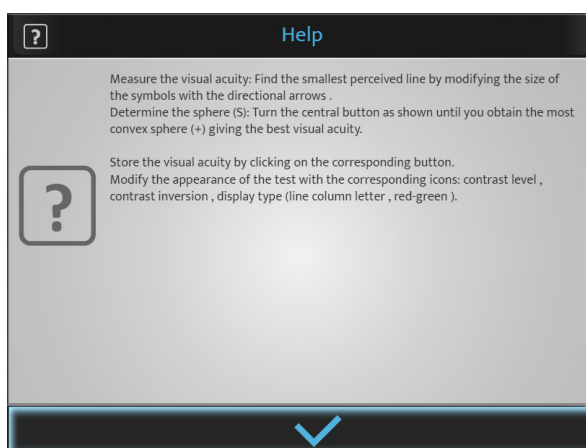 ?
Help
Measure the visual acuity: Find the smallest perceived line by modifying the size of
the symbols with the directional arrows .
Determine the sphere (S): Turn the central button as shown until you obtain the most
convex sphere (+) giving the best visual acuity.
Store the visual acuity by clicking on the corresponding button.
Modify the appearance of the test with the corresponding icons: contrast level ,
contrast inversion , display type (line column letter , red-green ).
?